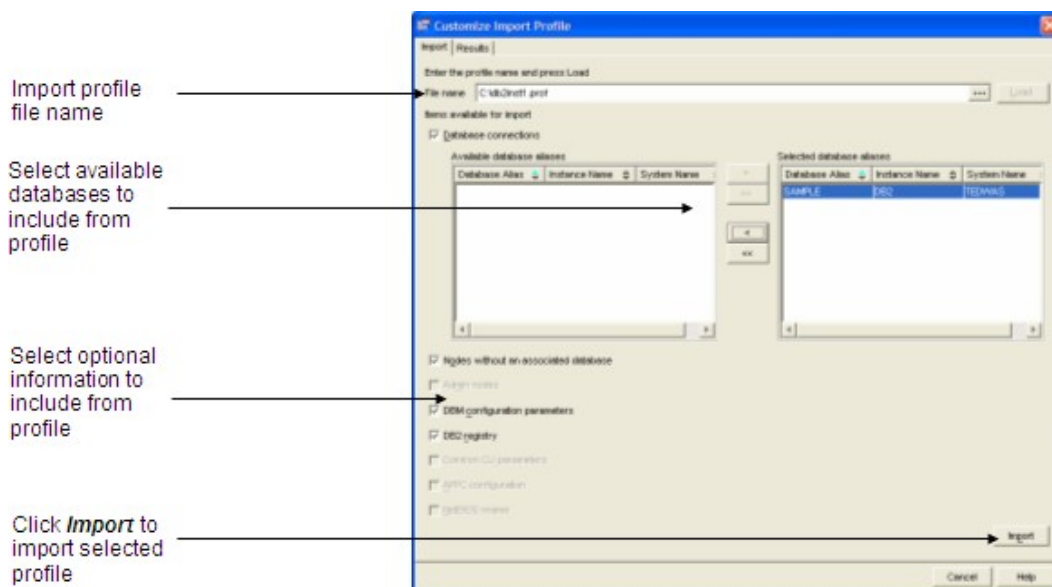 Customize Import Profile
Import
Results
Enter the profile name and press Load
Import profile
file name
File name
C:\db2inst1.prof
...
Load
Items available for import
Database connections
Select available
databases to
include from
profile
Available database aliases
Database Alias
Instance Name
System Name
>
>>
<
<<
Selected database aliases
Database Alias
Instance Name
System Name
SAMPLE
DB2
TEDWAS
Select optional
information to
include from
profile
Nodes without an associated database
Admin nodes
DBM configuration parameters
DB2 registry
Common CLI parameters
APPC configuration
NetBIOS names
Click Import to
import selected
profile
Import
Cancel
Help